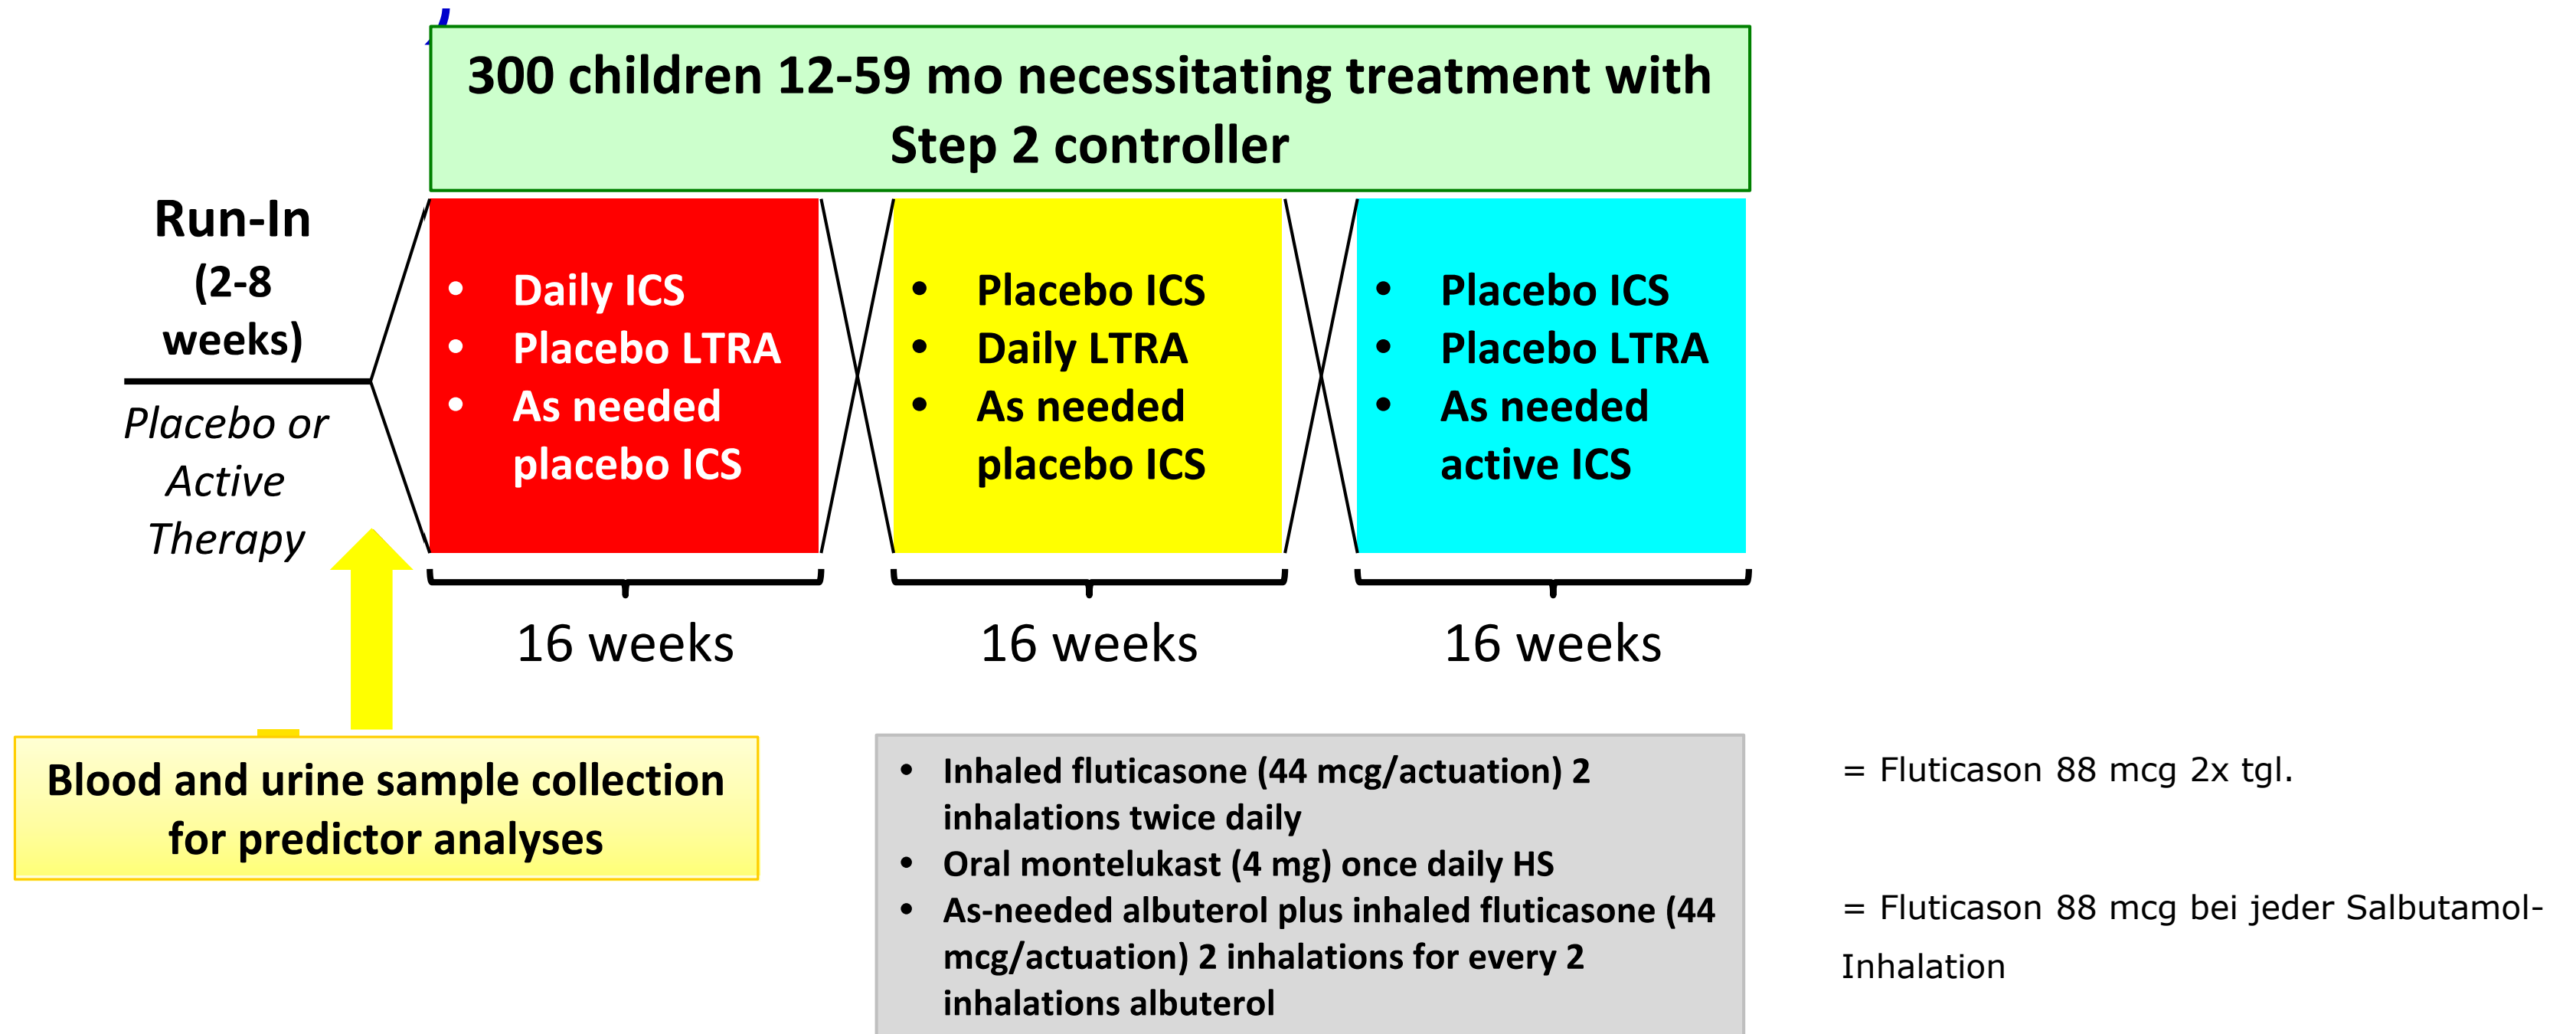 300 children 12-59 mo necessitating treatment with
Step 2 controller
Run-In
(2-8
weeks)
Placebo or
Active
Therapy
• Daily ICS
• Placebo LTRA
• As needed
placebo ICS
• Placebo ICS
• Daily LTRA
• As needed
placebo ICS
• Placebo ICS
• Placebo LTRA
• As needed
active ICS
16 weeks
16 weeks
16 weeks
Blood and urine sample collection
for predictor analyses
• Inhaled fluticasone (44 mcg/actuation) 2
inhalations twice daily
• Oral montelukast (4 mg) once daily HS
• As-needed albuterol plus inhaled fluticasone (44
mcg/actuation) 2 inhalations for every 2
inhalations albuterol
= Fluticason 88 mcg 2x tgl.
= Fluticason 88 mcg bei jeder Salbutamol-
Inhalation